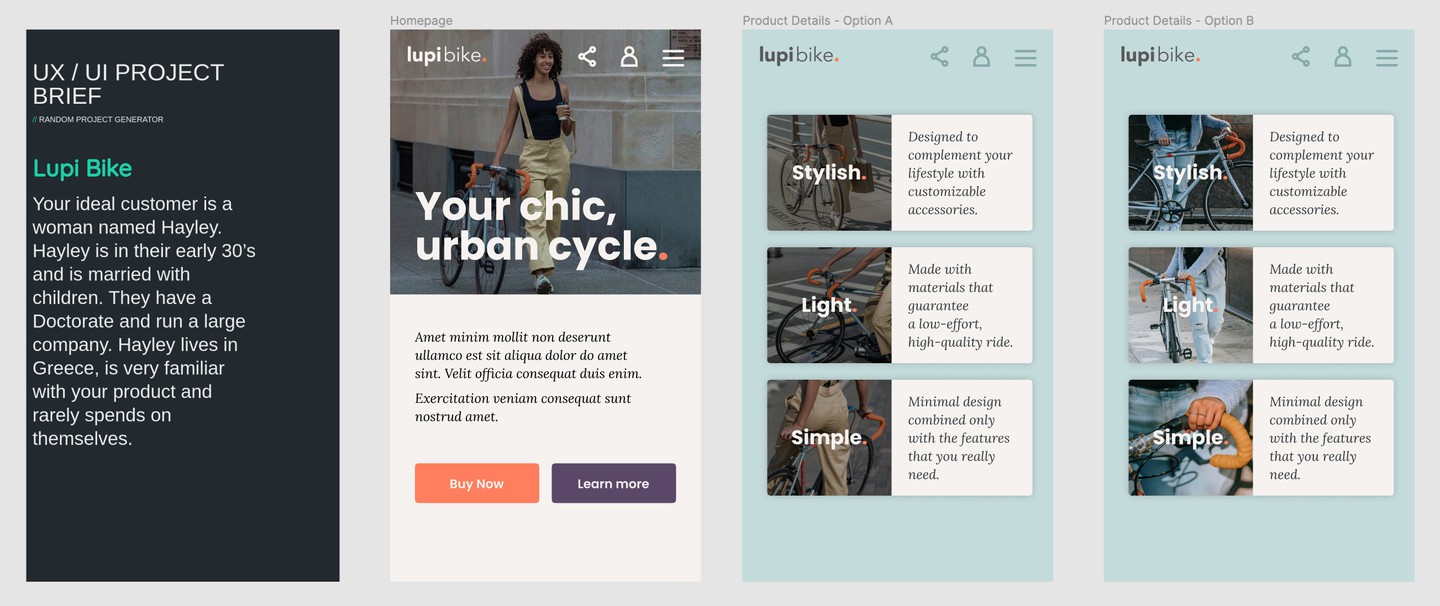 UX / UI PROJECT
BRIEF
// RANDOM PROJECT GENERATOR
Lupi Bike
Your ideal customer is a
woman named Hayley.
Hayley is in their early 30’s
and is married with
children. They have a
Doctorate and run a large
company. Hayley lives in
Greece, is very familiar
with your product and
rarely spends on
themselves.
Homepage
lupibike.
Your chic,
urban cycle.
Amet minim mollit non deserunt
ullamco est sit aliqua dolor do amet
sint. Velit officia consequat duis enim.
Exercitation veniam consequat sunt
nostrud amet.
Buy Now
Learn more
Product Details - Option A
lupibike.
Stylish.
Designed to
complement your
lifestyle with
customizable
accessories.
Light.
Made with
materials that
guarantee
a low-effort,
high-quality ride.
Simple.
Minimal design
combined only
with the features
that you really
need.
Product Details - Option B
lupibike.
Stylish.
Designed to
complement your
lifestyle with
customizable
accessories.
Light.
Made with
materials that
guarantee
a low-effort,
high-quality ride.
Simple.
Minimal design
combined only
with the features
that you really
need.